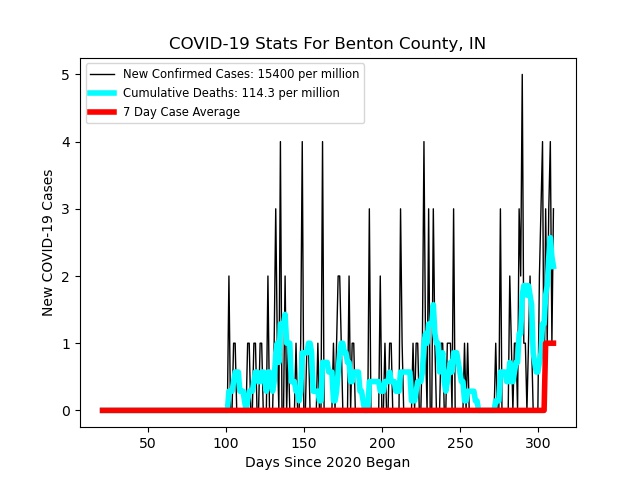 COVID-19 Stats For Benton County, IN
New Confirmed Cases: 15400 per million
Cumulative Deaths: 114.3 per million
7 Day Case Average
New COVID-19 Cases
5
4
3
2
1
0
50 100 150 200 250 300
Days Since 2020 Began